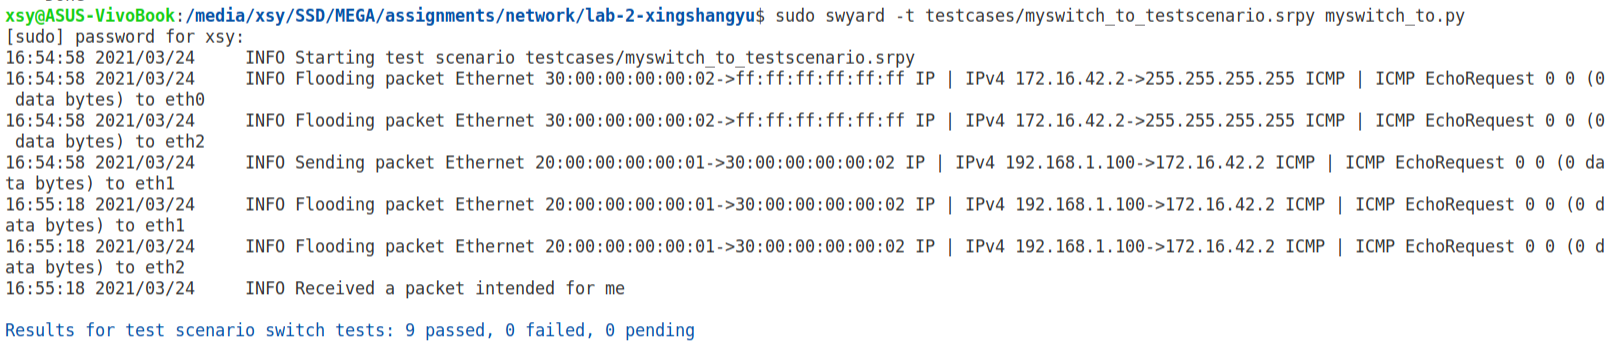 xsy@ASUS-VivoBook:/media/xsy/SSD/MEGA/assignments/network/lab-2-xingshangyu$ sudo swyard -t testcases/myswitch_to_testscenario.srpy myswitch_to.py
[sudo] password for xsy:
16:54:58 2021/03/24     INFO Starting test scenario testcases/myswitch_to_testscenario.srpy
16:54:58 2021/03/24     INFO Flooding packet Ethernet 30:00:00:00:00:02->ff:ff:ff:ff:ff:ff IP | IPv4 172.16.42.2->255.255.255.255 ICMP | ICMP EchoRequest 0 0 (0
 data bytes) to eth0
16:54:58 2021/03/24     INFO Flooding packet Ethernet 30:00:00:00:00:02->ff:ff:ff:ff:ff:ff IP | IPv4 172.16.42.2->255.255.255.255 ICMP | ICMP EchoRequest 0 0 (0
 data bytes) to eth2
16:54:58 2021/03/24     INFO Sending packet Ethernet 20:00:00:00:00:01->30:00:00:00:00:02 IP | IPv4 192.168.1.100->172.16.42.2 ICMP | ICMP EchoRequest 0 0 (0 da
ta bytes) to eth1
16:55:18 2021/03/24     INFO Flooding packet Ethernet 20:00:00:00:00:01->30:00:00:00:00:02 IP | IPv4 192.168.1.100->172.16.42.2 ICMP | ICMP EchoRequest 0 0 (0 d
ata bytes) to eth1
16:55:18 2021/03/24     INFO Flooding packet Ethernet 20:00:00:00:00:01->30:00:00:00:00:02 IP | IPv4 192.168.1.100->172.16.42.2 ICMP | ICMP EchoRequest 0 0 (0 d
ata bytes) to eth2
16:55:18 2021/03/24     INFO Received a packet intended for me
Results for test scenario switch tests: 9 passed, 0 failed, 0 pending